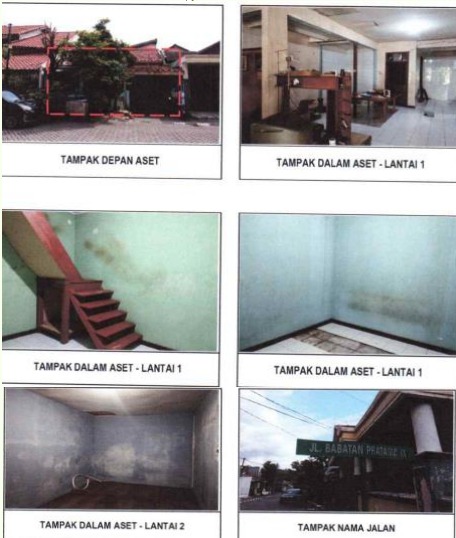 TAMPAK DEPAN ASET
TAMPAK DALAM ASET - LANTAI 1
TAMPAK DALAM ASET - LANTAI 1
TAMPAK DALAM ASET - LANTAI 1
TAMPAK DALAM ASET - LANTAI 2
JL. BABATAN PRATAMA
TAMPAK NAMA JALAN